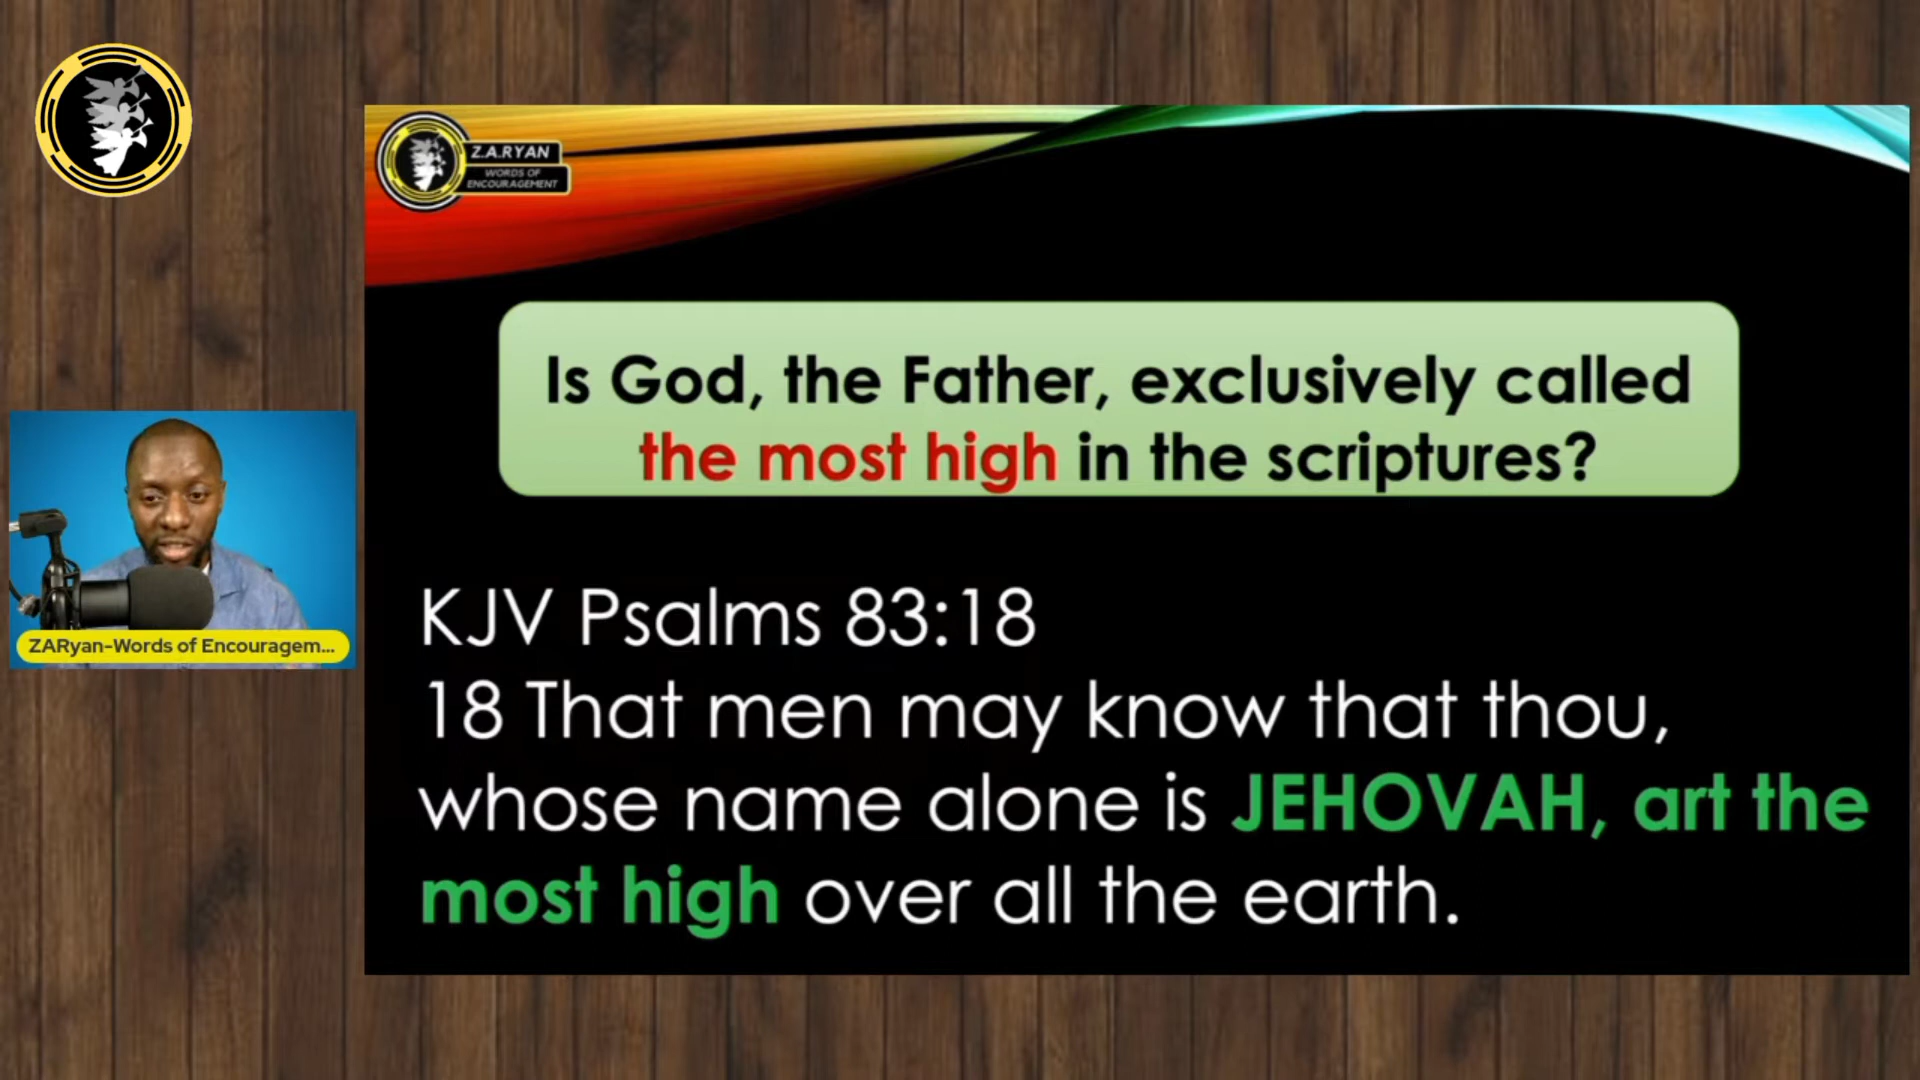 Z.A.RYAN
WORDS OF
ENCOURAGEMENT
Is God, the Father, exclusively called
the most high in the scriptures?
KJV Psalms 83:18
18 That men may know that thou,
whose name alone is JEHOVAH, art the
most high over all the earth.
ZARyan-Words of Encouragem...